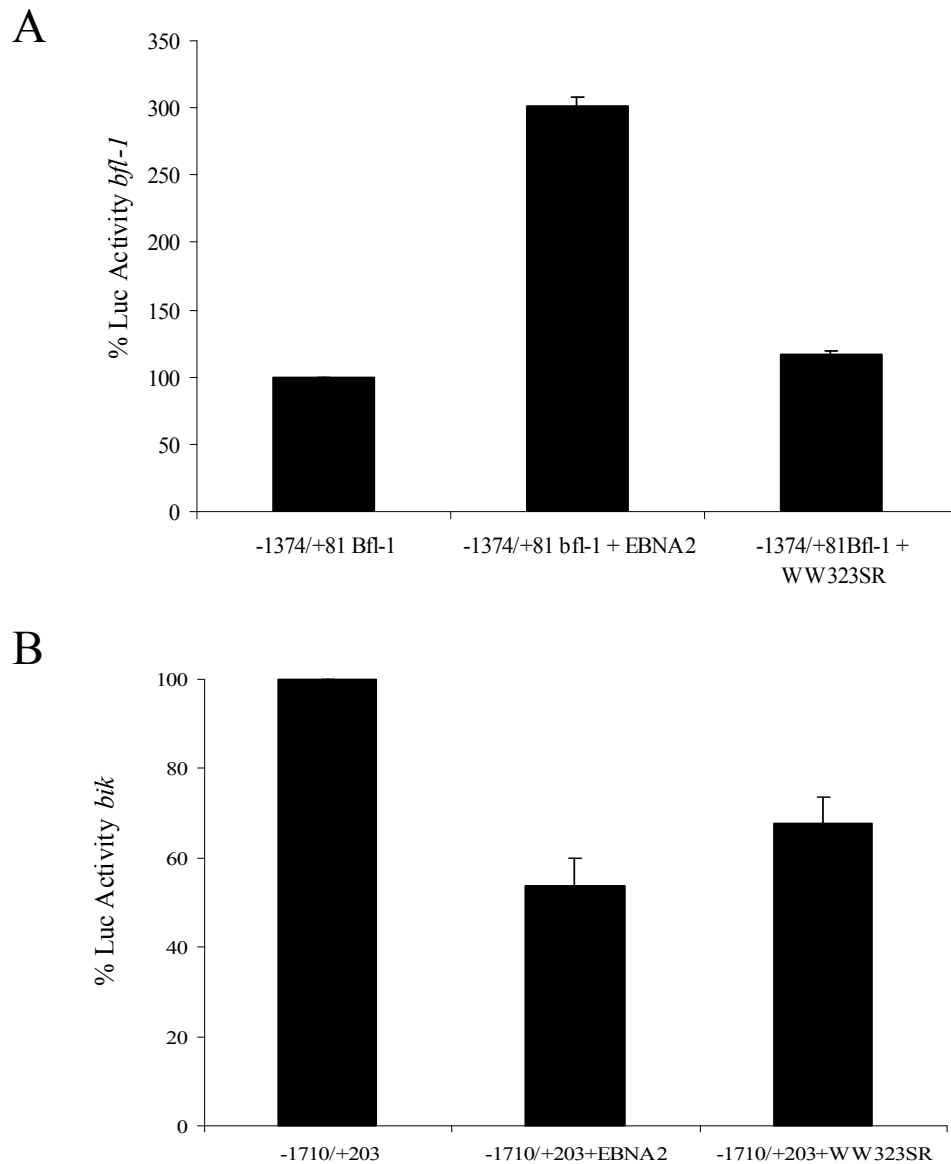 A
% Luc Activity bfl-1
350
300
250
200
150
100
50
0
-1374/+81 Bfl-1
-1374/+81 bfl-1 + EBNA2
-1374/+81Bfl-1 +
WW323SR
B
% Luc Activity bik
100
80
60
40
20
0
-1710/+203
-1710/+203+EBNA2
-1710/+203+WW323SR